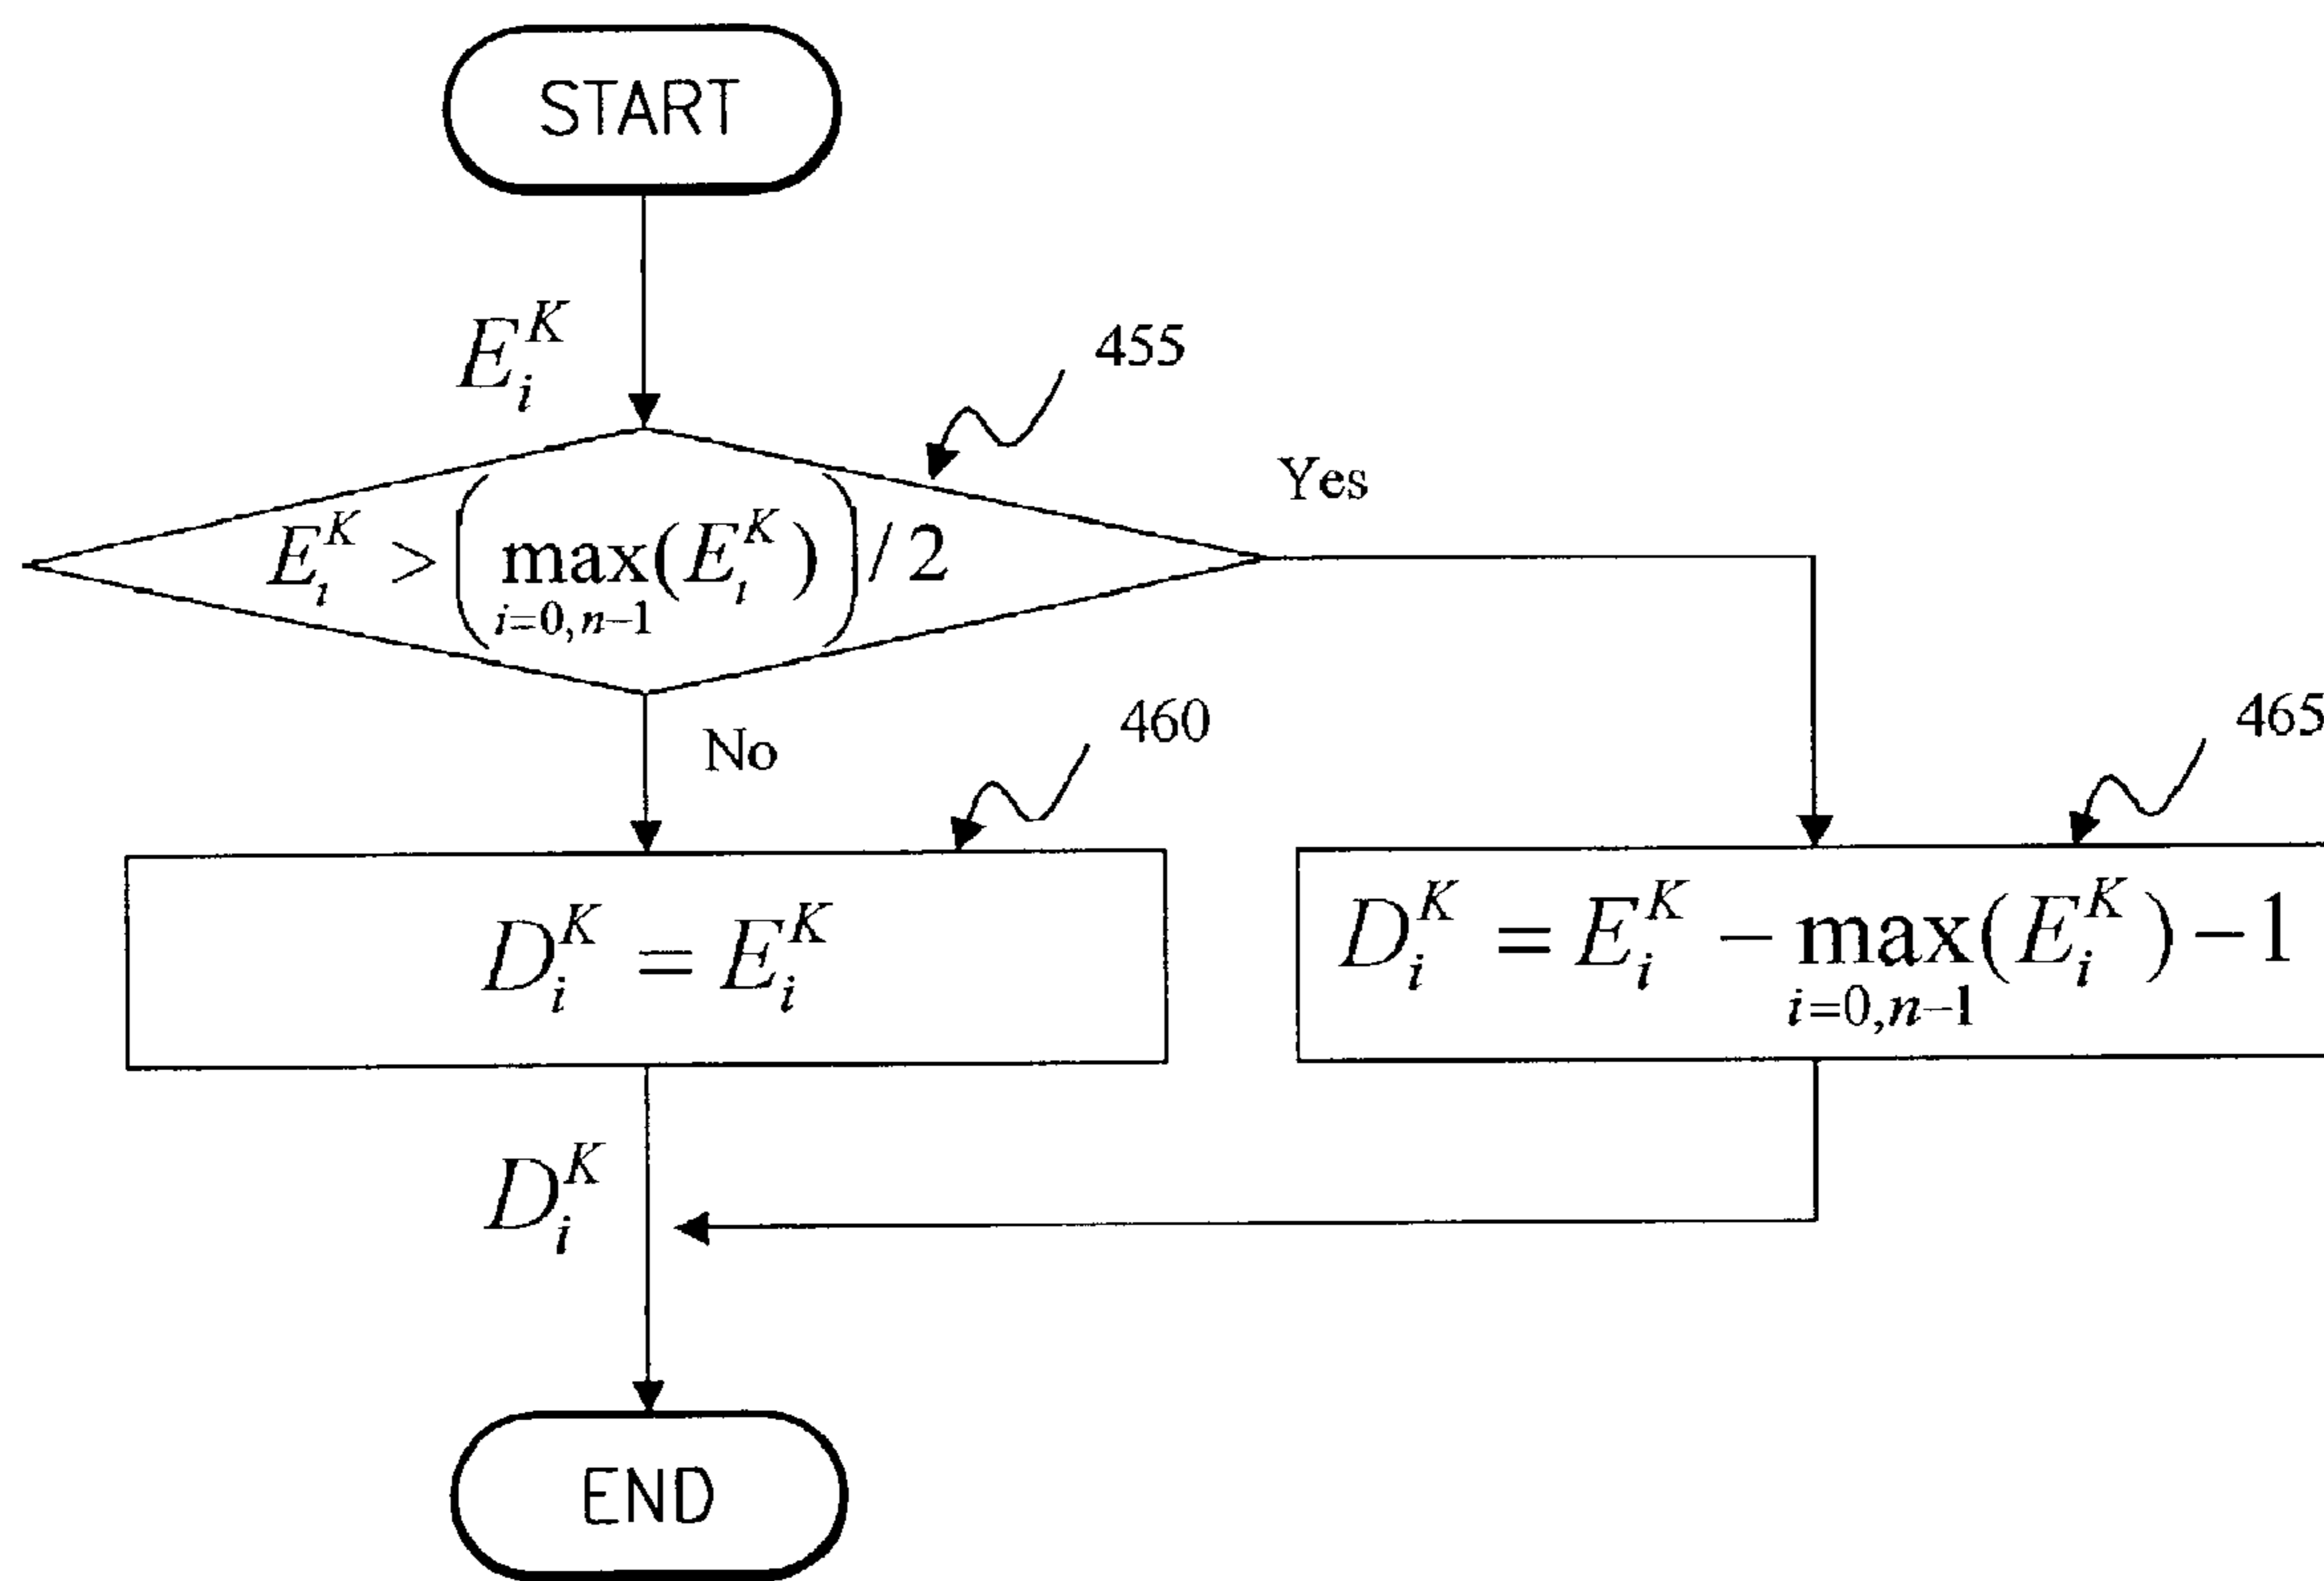 START
E_i^K
455
E_i^K > (max_{i=0,n-1}(E_i^K))/2
Yes
No
460
465
D_i^K = E_i^K
D_i^K = E_i^K - max_{i=0,n-1}(E_i^K) - 1
D_i^K
END